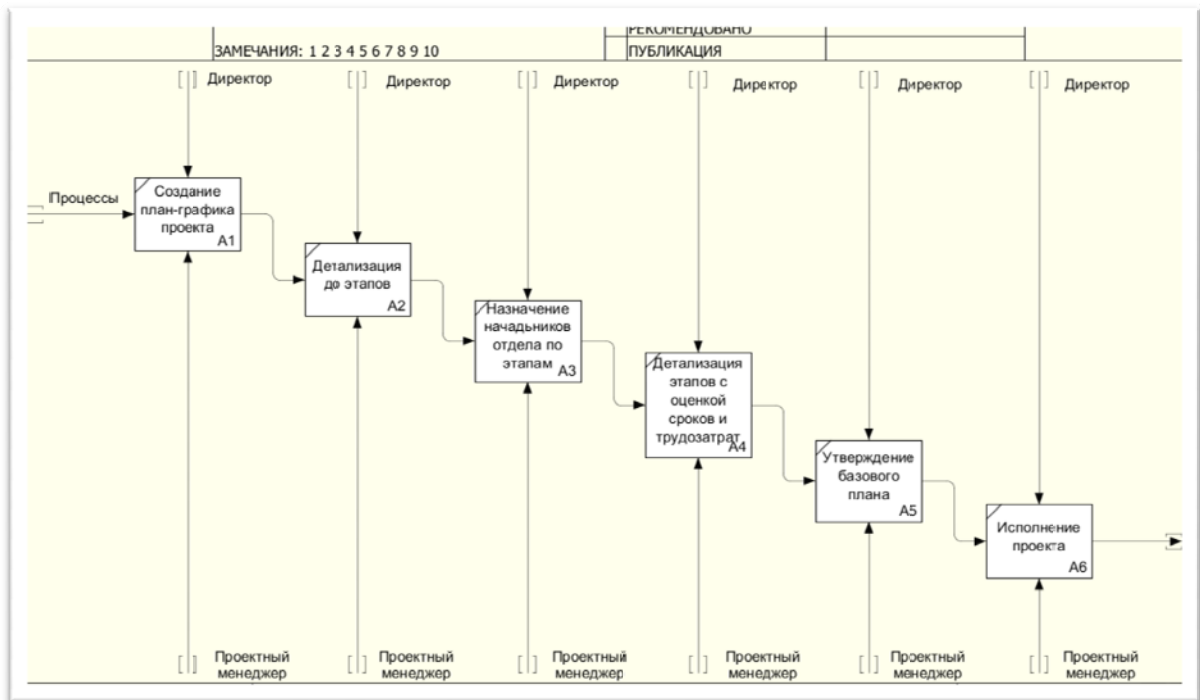 РЕКОМЕНДОВАНО
ЗАМЕЧАНИЯ: 1 2 3 4 5 6 7 8 9 10
ПУБЛИКАЦИЯ
Директор
Директор
Директор
Директор
Директор
Директор
Процессы
Создание
план-графика
проекта
A1
Детализация
до этапов
A2
Назначение
начадьников
отдела по
этапам
A3
Детализация
этапов с
оценкой
сроков и
трудозатрат
A4
Утверждение
базового
плана
A5
Исполнение
проекта
A6
Проектный
менеджер
Проектный
менеджер
Проектный
менеджер
Проектный
менеджер
Проектный
менеджер
Проектный
менеджер